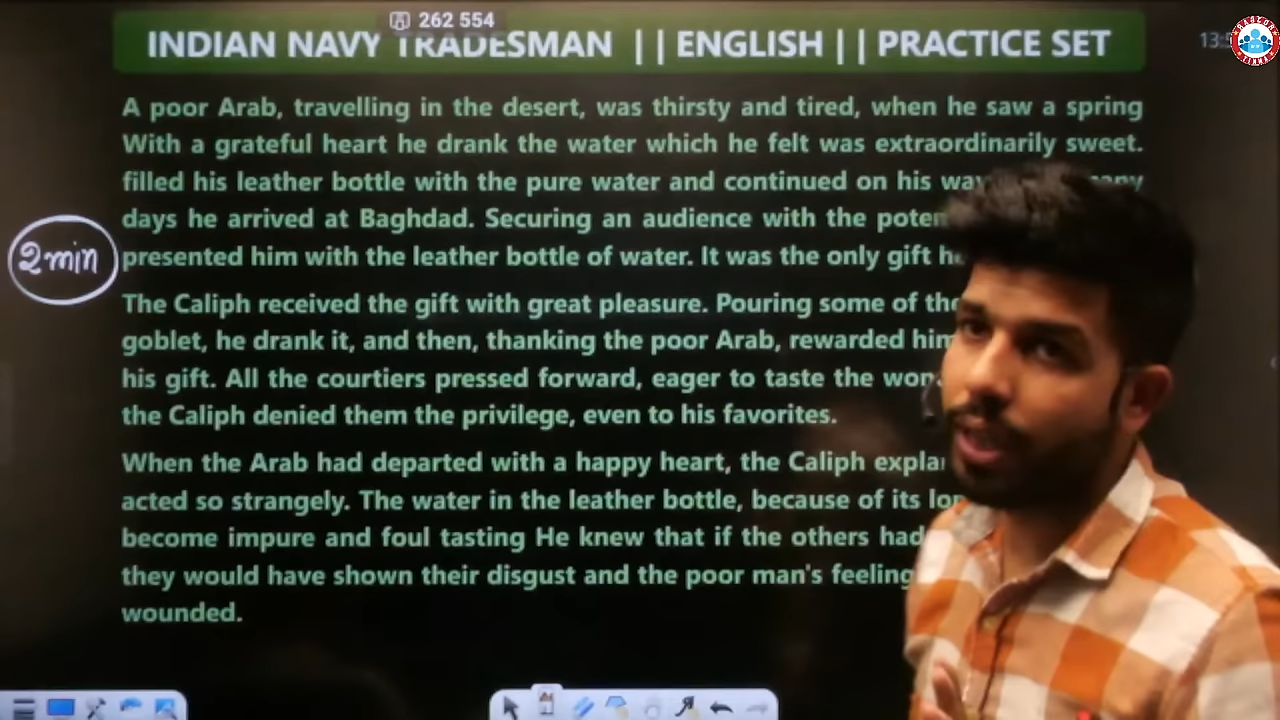 262 554
INDIAN NAVY TRADESMAN || ENGLISH || PRACTICE SET
A poor Arab, travelling in the desert, was thirsty and tired, when he saw a spring
With a grateful heart he drank the water which he felt was extraordinarily sweet.
filled his leather bottle with the pure water and continued on his way
days he arrived at Baghdad. Securing an audience with the
2 min
presented him with the leather bottle of water. It was the only gift
The Caliph received the gift with great pleasure. Pouring some of
goblet, he drank it, and then, thanking the poor Arab, rewarded him
his gift. All the courtiers pressed forward, eager to taste the
the Caliph denied them the privilege, even to his favorites.
When the Arab had departed with a happy heart, the Caliph
acted so strangely. The water in the leather bottle, because of its
become impure and foul tasting He knew that if the others had
they would have shown their disgust and the poor man's
wounded.